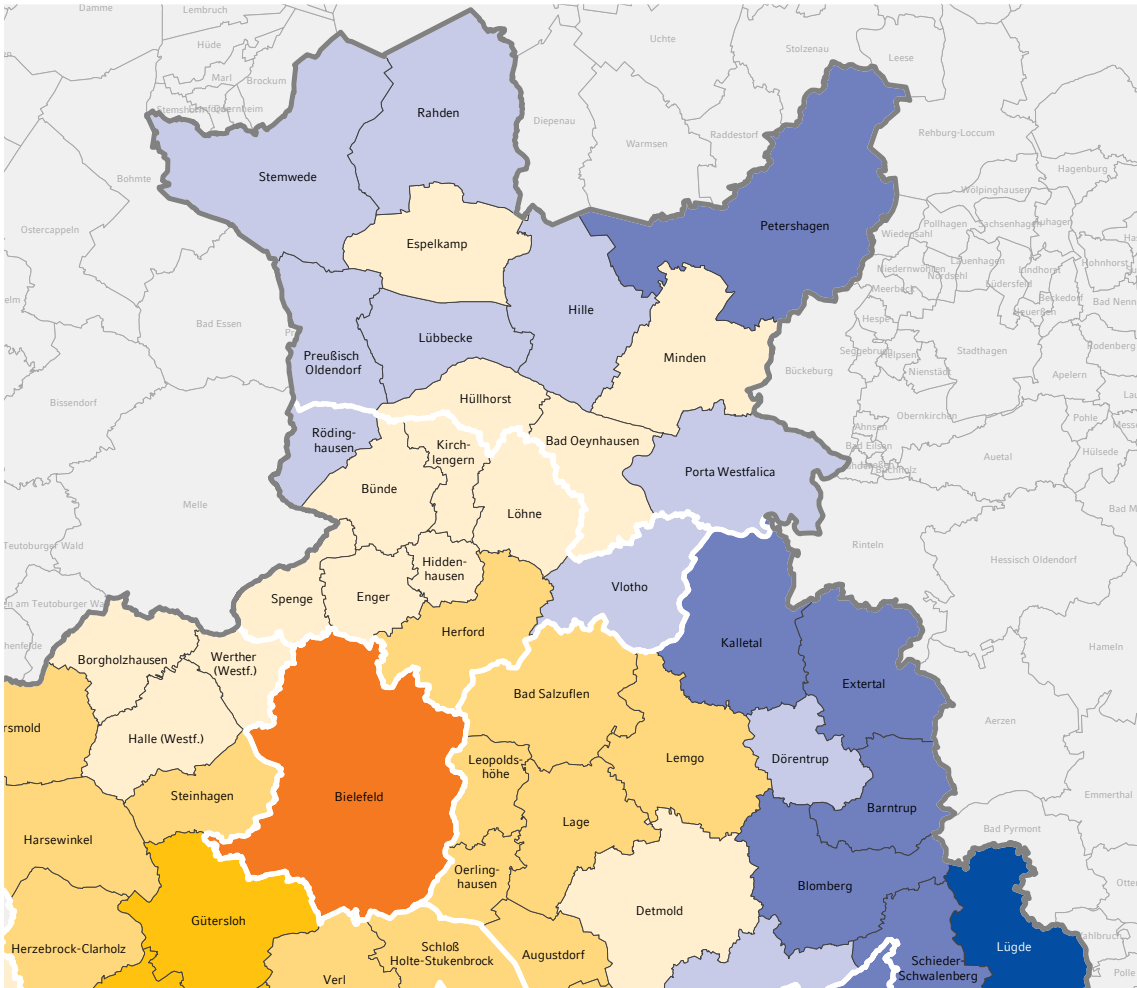 Damme
Lembruch
Hüde
Marl
Brockum
Uchte
Stolzenau
Leese
Rahden
Diepenau
Warmsen
Raddestorf
Rehburg-Loccum
Bohmte
Stemwede
Hagenburg
Wölpinghausen
Ostercappeln
Espelkamp
Petershagen
Wiedensahl
Pollhagen
Sachsenhagen
Auhagen
Niedernwöhren
Nordsehl
Lauenhagen
Lindhorst
Lüdersfeld
Hohnhorst
Meerbeck
Beckedorf
Heuerßen
Bad Nenn
Bad Essen
Hille
Hespe
Lübbecke
Preußisch
Oldendorf
Minden
Seggebruch
Helpsen
Nienstädt
Stadthagen
Rodenberg
Bückeburg
Apelern
Bissendorf
Hüllhorst
Obernkirchen
Pohle
Ahnsen
Bad Eilsen
Buchholz
Auetal
Hülsede
Röding-
hausen
Kirch-
lengern
Bad Oeynhausen
Porta Westfalica
Bünde
Melle
Löhne
Rinteln
Hessisch Oldendorf
Teutoburger Wald
Hidden-
hausen
Vlotho
Spenge
Enger
Herford
Kalletal
Hameln
Borgholzhausen
Werther
(Westf.)
Extertal
Bad Salzuflen
Aerzen
rsmold
Halle (Westf.)
Leopolds-
höhe
Lemgo
Dörentrup
Steinhagen
Bielefeld
Emmerthal
Barntrup
Harsewinkel
Lage
Bad Pyrmont
Oerling-
hausen
Blomberg
Gütersloh
Detmold
Herzebrock-Clarholz
Schloß
Holte-Stukenbrock
Augustdorf
Lügde
Schieder-
Schwalenberg
Verl
Polle